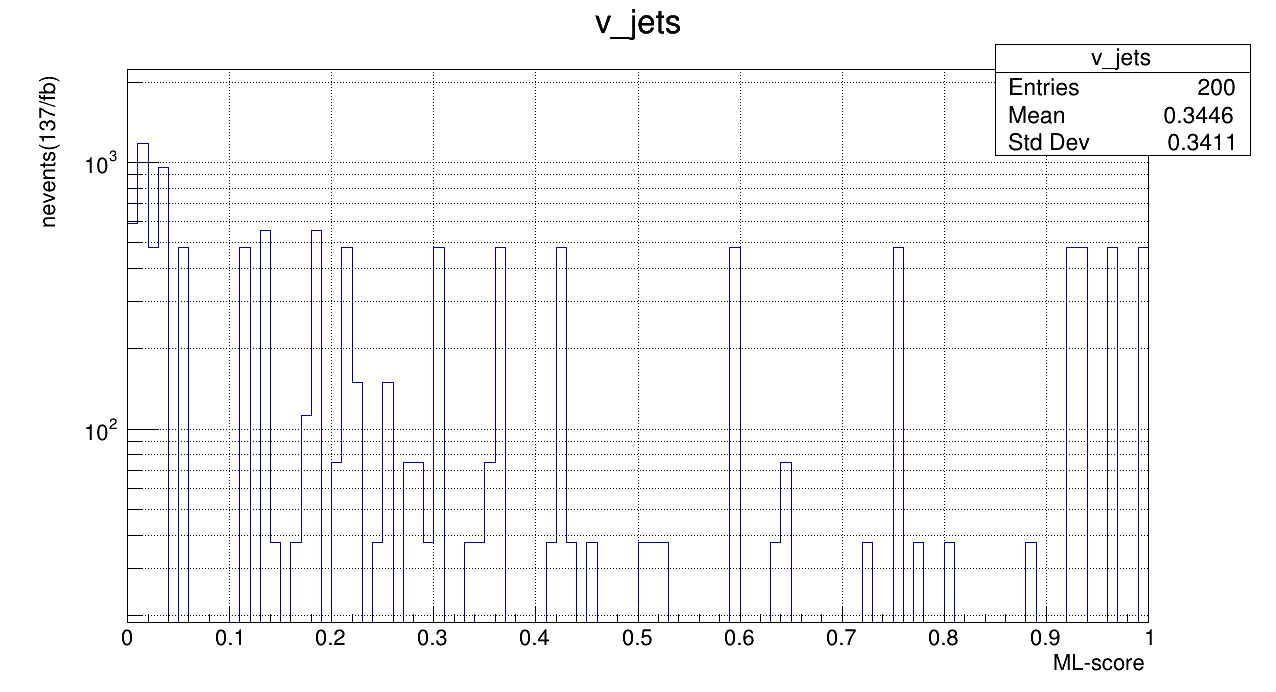 v_jets
v_jets
Entries 200
Mean 0.3446
Std Dev 0.3411
nevents(137/fb)
10³
10²
0 0.1 0.2 0.3 0.4 0.5 0.6 0.7 0.8 0.9 1
ML-score